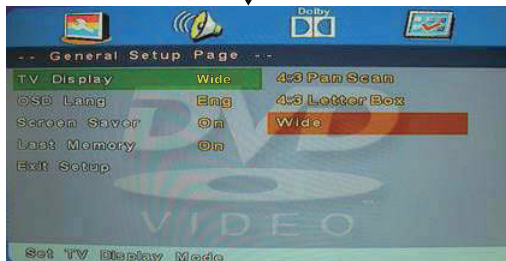 Dolby
-- General Setup Page --
TV Display Wide 4:3 Pan Scan
OSD Lang Eng 4:3 Letter Box
Screen Saver On Wide
Last Memory On
Exit Setup
DVD
VIDEO
Set TV Display Mode